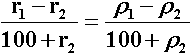 r₁ − r₂ / 100 + r₂ = ρ₁ − ρ₂ / 100 + ρ₂